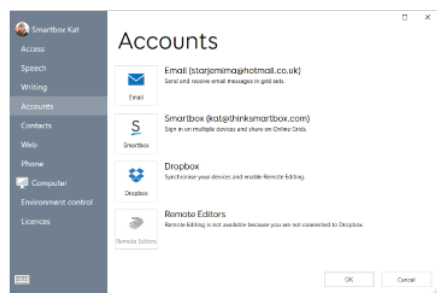 Smartbox Kat
Access
Speech
Writing
Accounts
Contacts
Web
Phone
Computer
Environment control
Licences
Accounts
Email
Email (starjemima@hotmail.co.uk)
Send and receive email messages in grid sets.
Smartbox
Smartbox (kat@thinksmartbox.com)
Sign in on multiple devices and share on Online Grids.
Dropbox
Dropbox
Synchronise your devices and enable Remote Editing.
Remote Editors
Remote Editors
Remote Editing is not available because you are not connected to Dropbox.
OK
Cancel